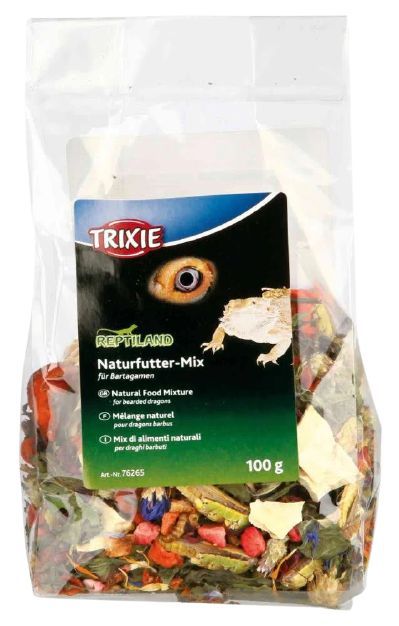 TRIXIE
REPTILAND
Naturfutter-Mix
für Bartagamen
GB Natural Food Mixture
for bearded dragons
F Mélange naturel
pour dragons barbus
I Mix di alimenti naturali
per draghi barbuti
Art.-Nr. 76265
100 g